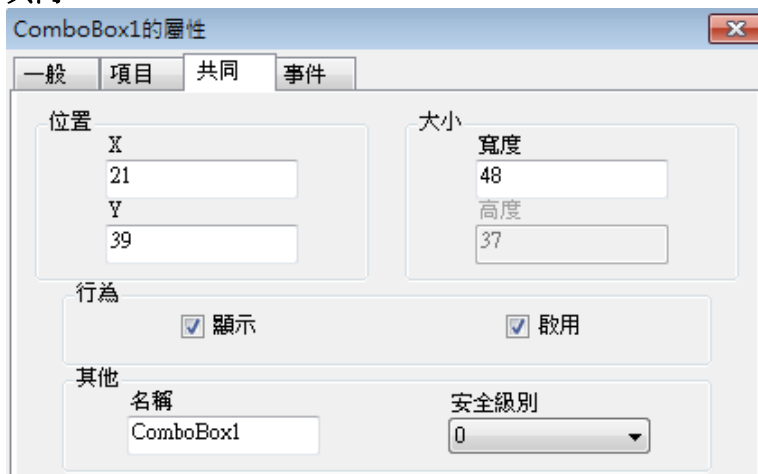 ComboBox1的屬性
一般 項目 共同 事件
位置
X
21
Y
39
大小
寬度
48
高度
37
行為
顯示 啟用
其他
名稱
ComboBox1
安全級別
0